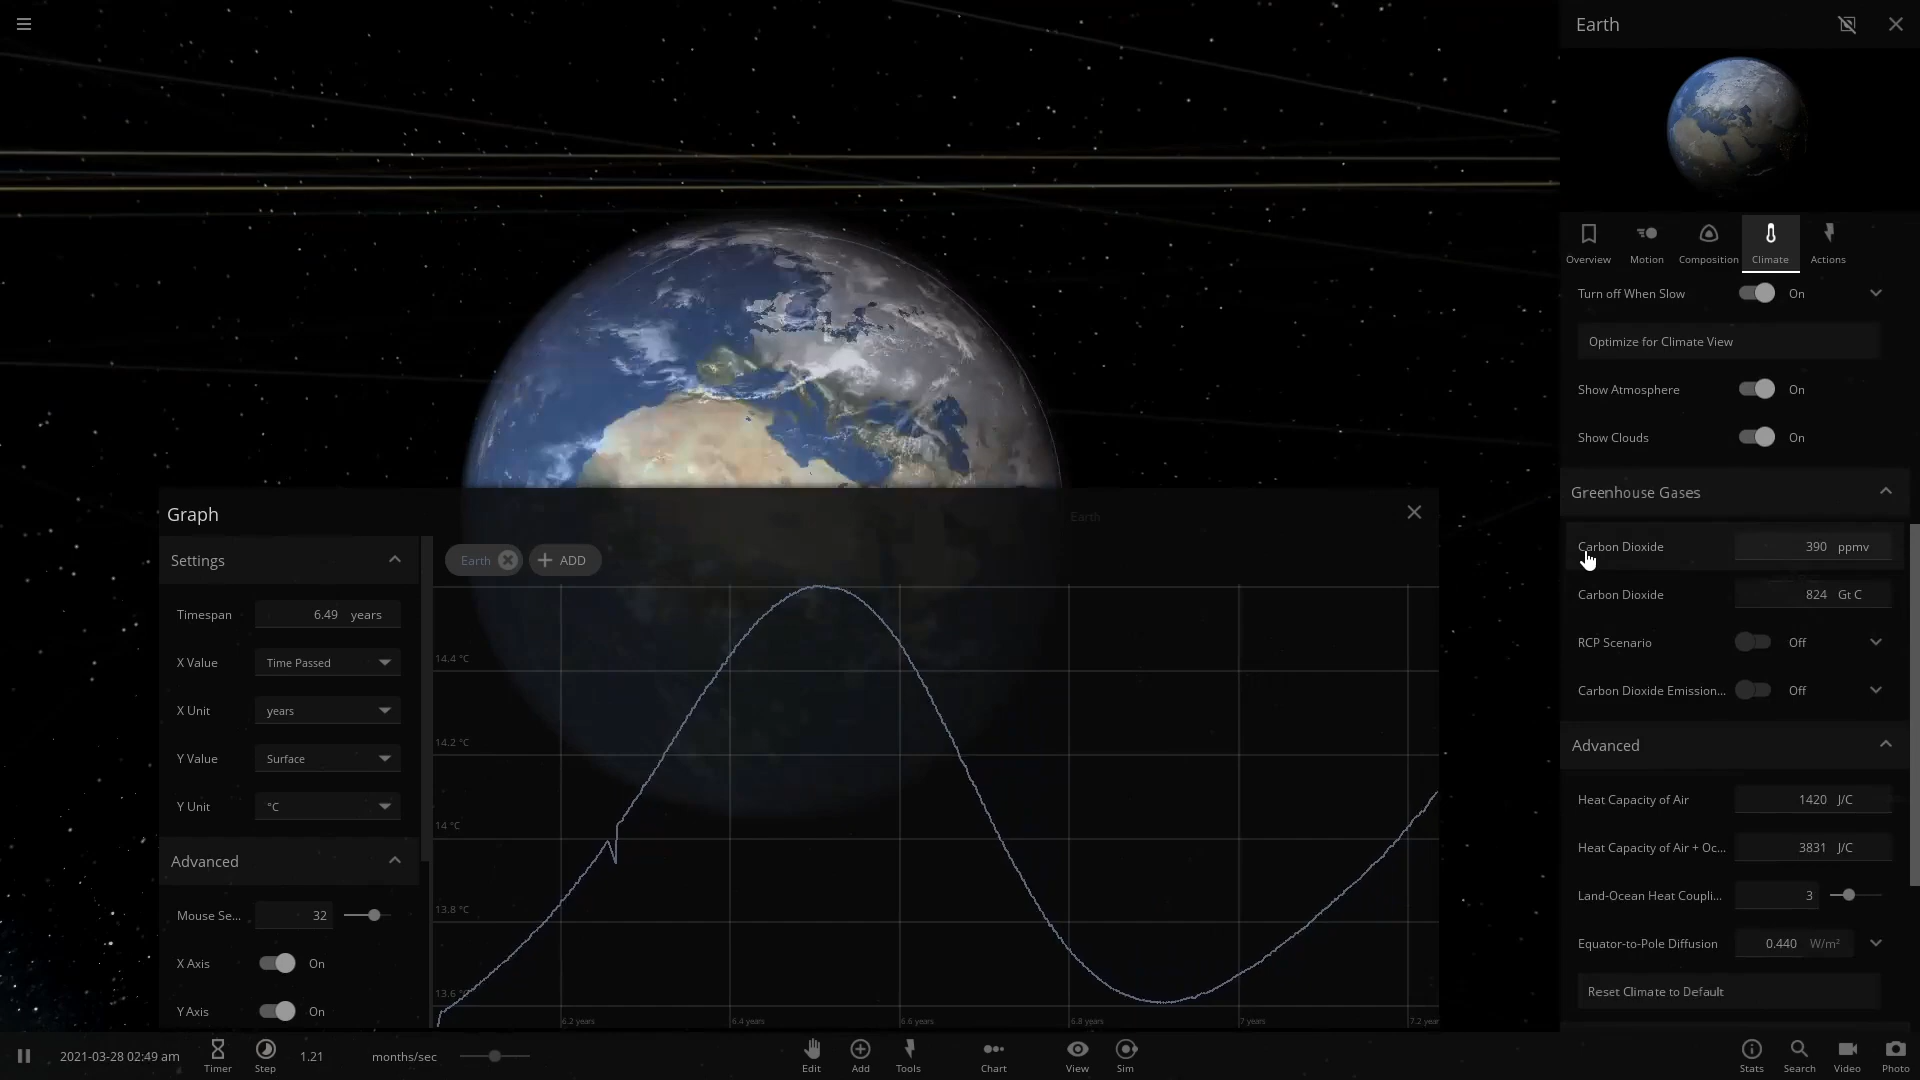 Earth
Overview
Motion
Composition
Climate
Actions
Turn off When Slow On
Optimize for Climate View
Show Atmosphere On
Show Clouds On
Greenhouse Gases
Carbon Dioxide 390 ppmv
Carbon Dioxide 824 Gt C
RCP Scenario Off
Carbon Dioxide Emission... Off
Advanced
Heat Capacity of Air 1420 J/C
Heat Capacity of Air + Oc... 3831 J/C
Land-Ocean Heat Coupli... 3
Equator-to-Pole Diffusion 0.440 W/m²
Reset Climate to Default
Graph
Earth
Settings
Timespan 6.49 years
X Value Time Passed
X Unit years
Y Value Surface
Y Unit °C
Advanced
Mouse Se... 32
X Axis On
Y Axis On
Earth
ADD
14.4 °C
14.2 °C
14 °C
13.8 °C
13.6 °C
6.2 years
6.4 years
6.6 years
6.8 years
7 years
7.2 year
2021-03-28 02:49 am
Timer
Step
1.21 months/sec
Edit
Add
Tools
Chart
View
Sim
Stats
Search
Video
Photo